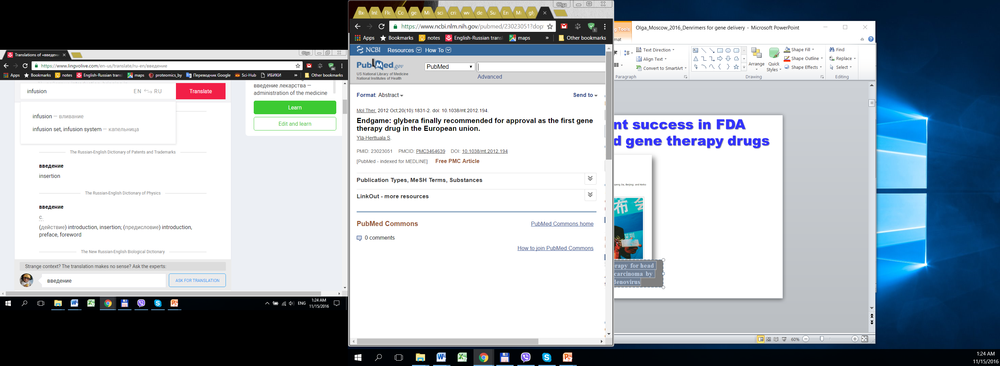 Translations of «введени
Olga
https://www.lingvolive.com/en-us/translate/ru-en/введение
94
Apps
Bookmarks
notes
English-Russian transl
maps
proteomics_by
Переводчик Google
Sci-Hub
ИБИКИ
»
Other bookmarks
infusion
EN
RU
Translate
infusion — вливание
infusion set, infusion system — капельница
The Russian-English Dictionary of Patents and Trademarks
введение
insertion
The Russian-English Dictionary of Physics
введение
с.
(действие) introduction, insertion; (предисловие) introduction,
preface, foreword
The New Russian-English Biological Dictionary
Strange context? The translation makes no sense? Ask the experts:
введение
ASK FOR TRANSLATION
введение лекарства —
administration of the medicine
Learn
Edit and learn
ENG
1:24 AM
11/15/2016
Olga
Bx
Inb
Flo
Co
ge
Mi
sci
cri
wv
de
Su
En
Mu
gly
https://www.ncbi.nlm.nih.gov/pubmed/23023051?dopt
1
Apps
Bookmarks
notes
English-Russian transl
maps
»
Other bookmarks
NCBI
Resources
How To
PubMed.gov
US National Library of Medicine
National Institutes of Health
PubMed
Advanced
Format: Abstract
Send to
Mol Ther. 2012 Oct;20(10):1831-2. doi: 10.1038/mt.2012.194.
Endgame: glybera finally recommended for approval as the first gene
therapy drug in the European union.
Ylä-Herttuala S.
PMID: 23023051 PMCID: PMC3464639 DOI: 10.1038/mt.2012.194
[PubMed - indexed for MEDLINE] Free PMC Article
Publication Types, MeSH Terms, Substances
LinkOut - more resources
PubMed Commons
PubMed Commons home
0 comments
How to join PubMed Commons
g Tools
mat
Olga_Moscow_2016_Denrimers for gene delivery - Microsoft PowerPoint
Text Direction
Align Text
Convert to SmartArt
Paragraph
Arrange
Quick
Styles
Shape Fill
Shape Outline
Shape Effects
Drawing
Find
Replace
Select
Editing
nt success in FDA
d gene therapy drugs
peng Jia, Beijing; and Keiko
布会
深圳
erapy for head
carcinoma by
denovirus
60%
1:24 AM
11/15/2016